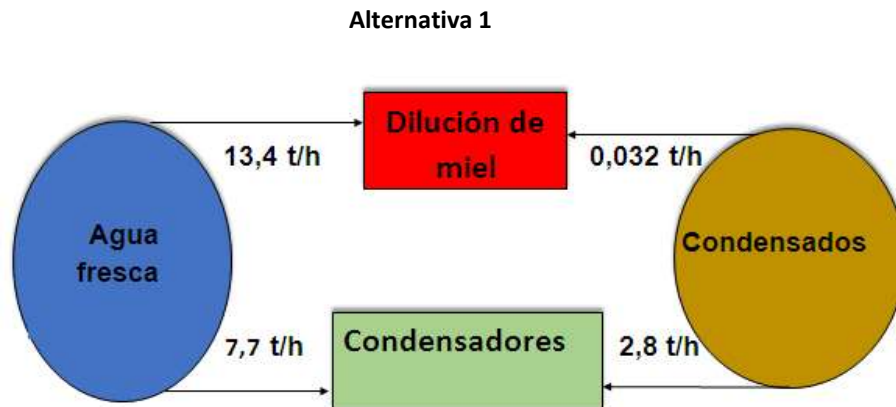 Alternativa 1
Dilución de
miel
13,4 t/h
0,032 t/h
Agua
fresca
Condensados
7,7 t/h
Condensadores
2,8 t/h